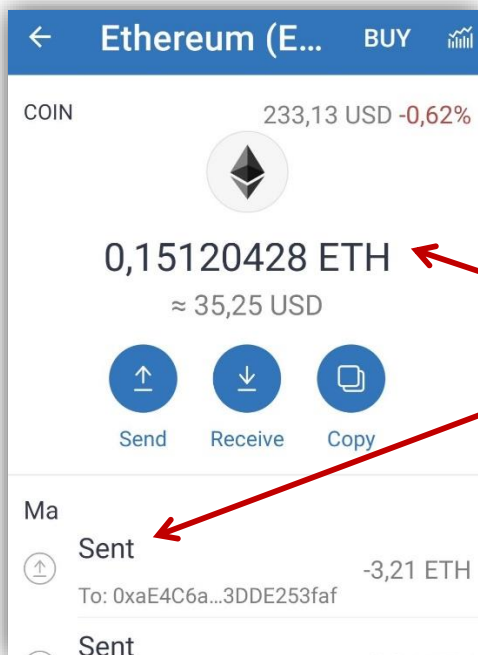 Ethereum (E... BUY
COIN 233,13 USD -0,62%
0,15120428 ETH
≈ 35,25 USD
Send Receive Copy
Ma
Sent
-3,21 ETH
To: 0xaE4C6a...3DDE253faf
Sent